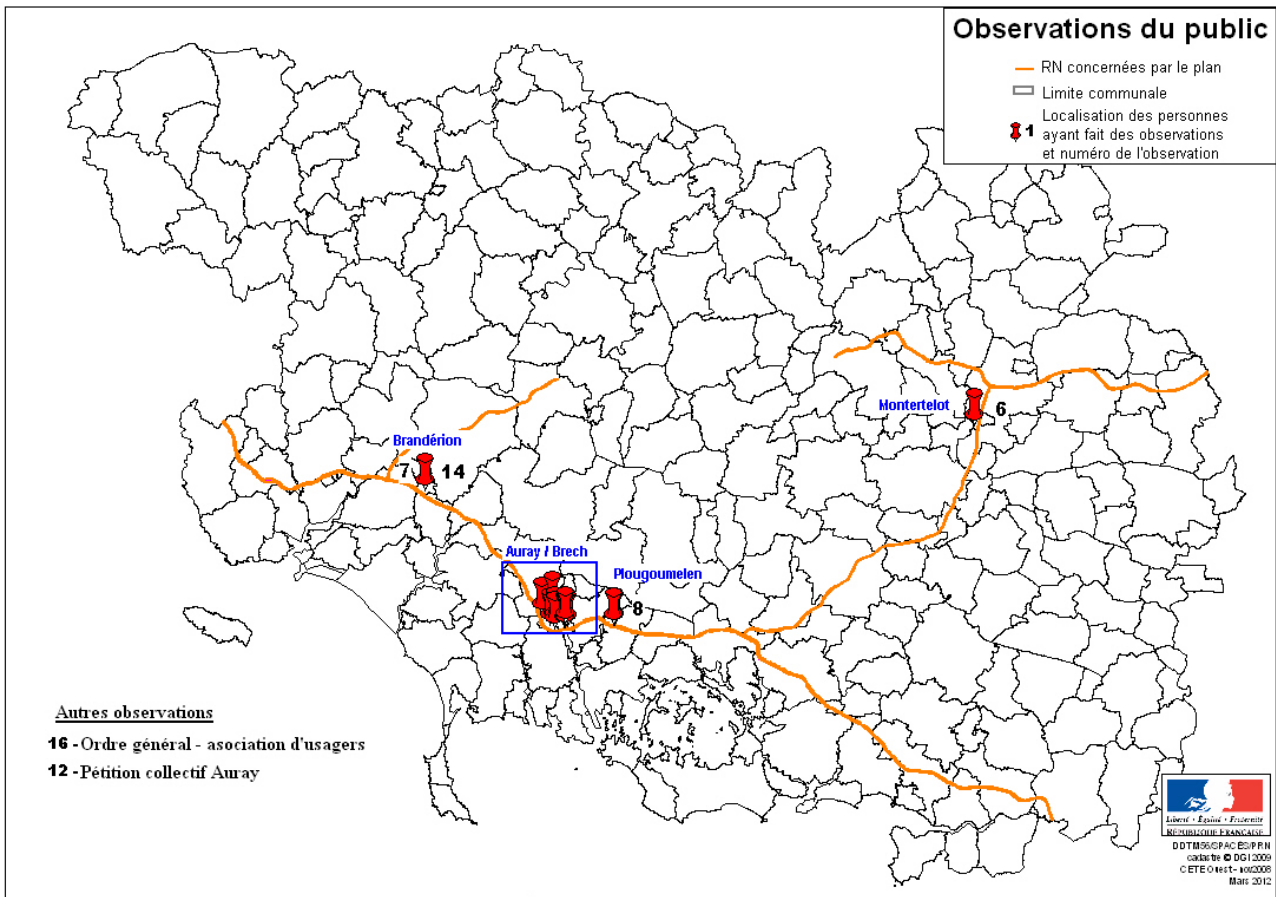 Observations du public
RN concernées par le plan
Limite communale
1 Localisation des personnes
ayant fait des observations
et numéro de l'observation
Montertelot
6
Brandérion
7 14
Auray / Brech
Plougoumelen
8
Autres observations
16 - Ordre général - asociation d'usagers
12 - Pétition collectif Auray
Liberté • Égalité • Fraternité
RÉPUBLIQUE FRANÇAISE
DDTM56/SPACES/PRN
cadastre © DGI 2009
CETE Ouest - nov2008
Mars 2012